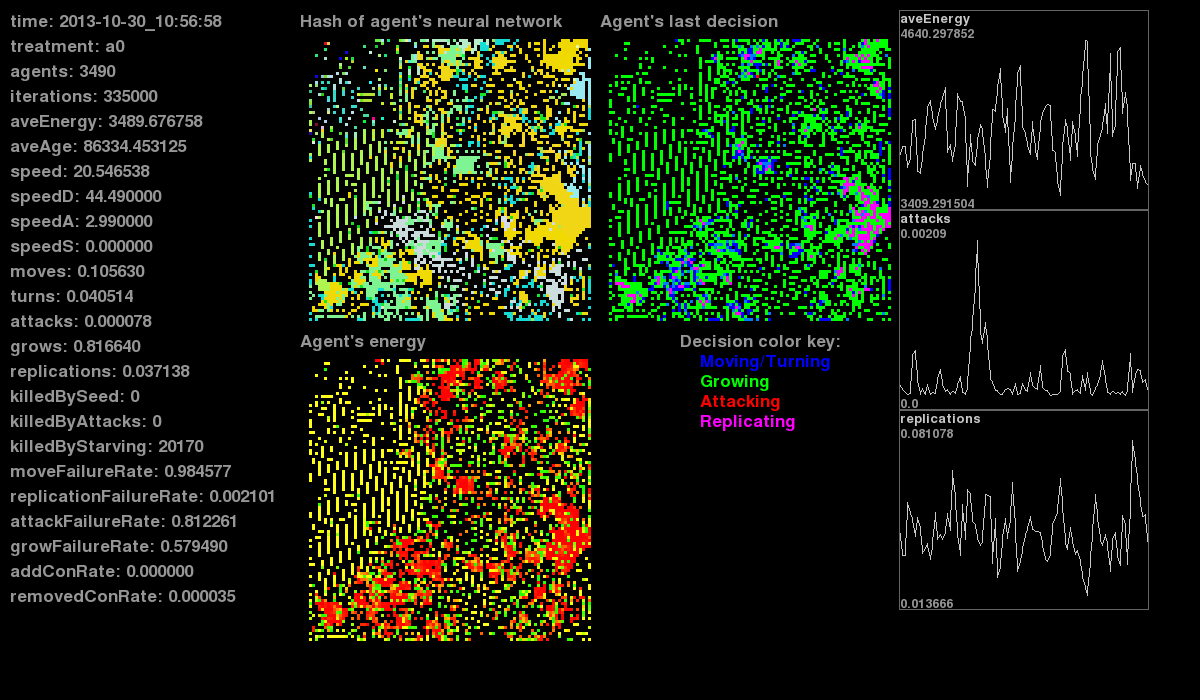 time: 2013-10-30_10:56:58
treatment: a0
agents: 3490
iterations: 335000
aveEnergy: 3489.676758
aveAge: 86334.453125
speed: 20.546538
speedD: 44.490000
speedA: 2.990000
speedS: 0.000000
moves: 0.105630
turns: 0.040514
attacks: 0.000078
grows: 0.816640
replications: 0.037138
killedBySeed: 0
killedByAttacks: 0
killedByStarving: 20170
moveFailureRate: 0.984577
replicationFailureRate: 0.002101
attackFailureRate: 0.812261
growFailureRate: 0.579490
addConRate: 0.000000
removedConRate: 0.000035
Hash of agent's neural network
Agent's last decision
Agent's energy
Decision color key:
Moving/Turning
Growing
Attacking
Replicating
aveEnergy
4640.297852
3409.291504
attacks
0.00209
0.0
replications
0.081078
0.013666